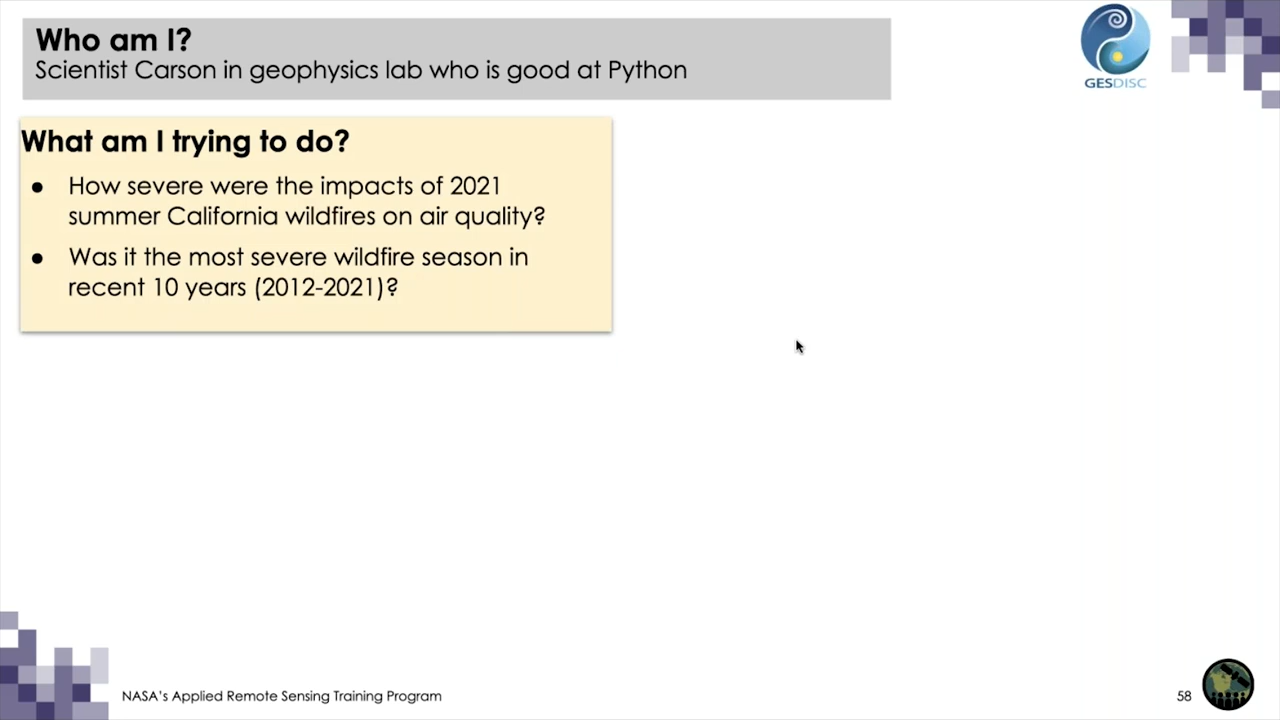 Who am I?
Scientist Carson in geophysics lab who is good at Python
GESDISC
What am I trying to do?
● How severe were the impacts of 2021
summer California wildfires on air quality?
● Was it the most severe wildfire season in
recent 10 years (2012-2021)?
NASA's Applied Remote Sensing Training Program
58